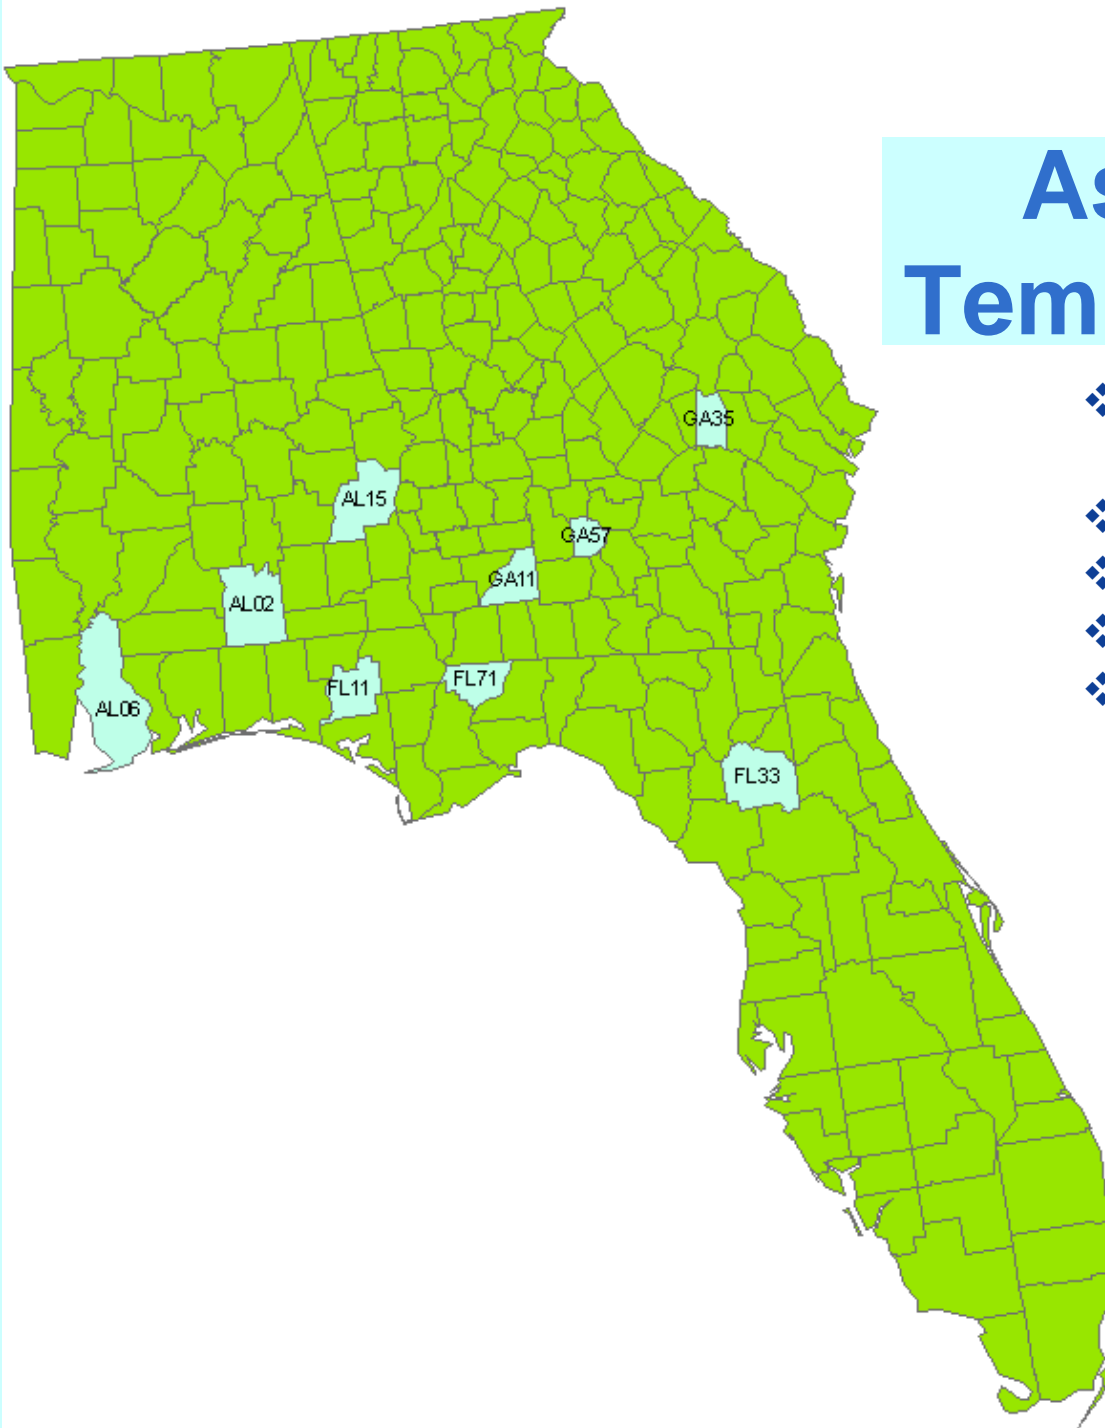 As
Tem
❖
GA35
❖
AL15
GA57
❖
GA11
AL02
❖
FL71
FL11
❖
AL06
FL33